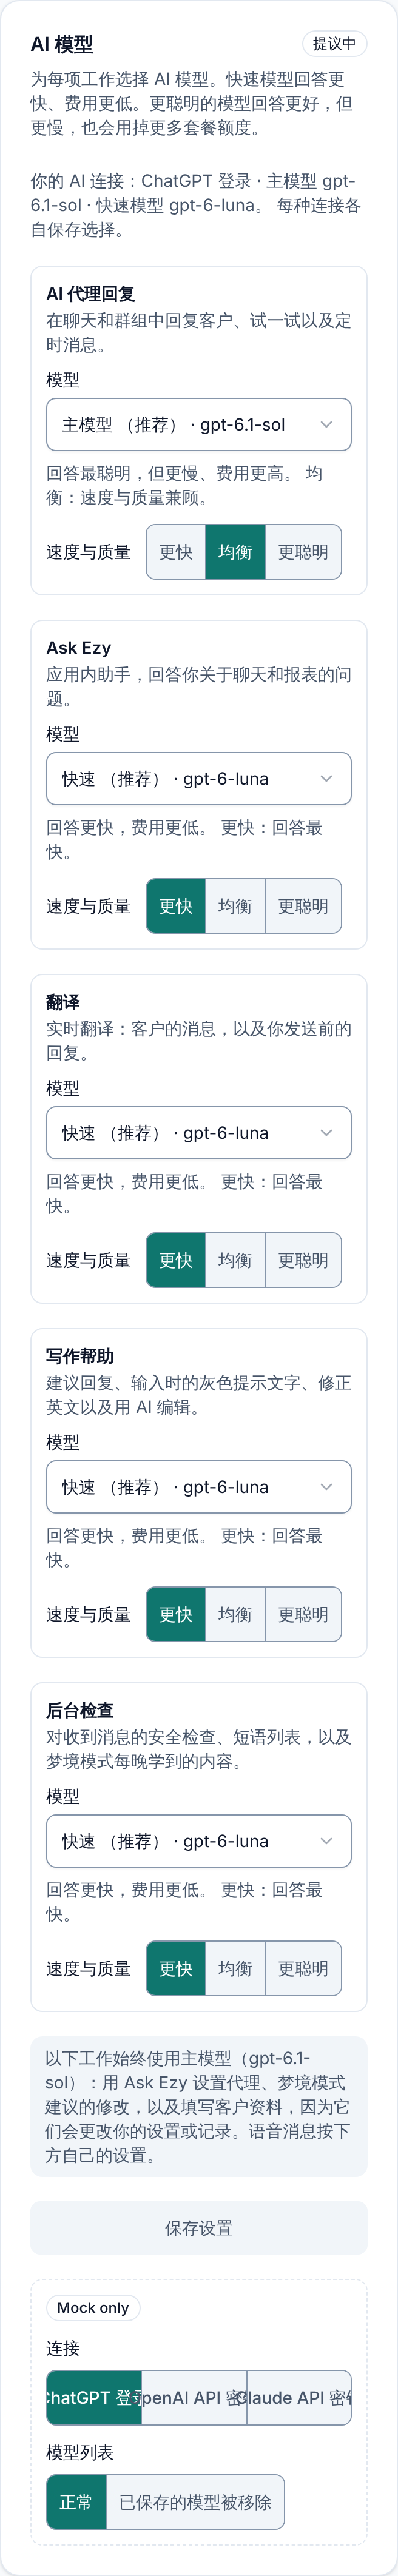 AI 模型
提议中
为每项工作选择 AI 模型。快速模型回答更
快、费用更低。更聪明的模型回答更好，但
更慢，也会用掉更多套餐额度。
你的 AI 连接：ChatGPT 登录 · 主模型 gpt-
6.1-sol · 快速模型 gpt-6-luna。 每种连接各
自保存选择。
AI 代理回复
在聊天和群组中回复客户、试一试以及定
时消息。
模型
主模型 （推荐） · gpt-6.1-sol
回答最聪明，但更慢、费用更高。 均
衡：速度与质量兼顾。
速度与质量 更快 均衡 更聪明
Ask Ezy
应用内助手，回答你关于聊天和报表的问
题。
模型
快速 （推荐） · gpt-6-luna
回答更快，费用更低。 更快：回答最
快。
速度与质量 更快 均衡 更聪明
翻译
实时翻译：客户的消息，以及你发送前的
回复。
模型
快速 （推荐） · gpt-6-luna
回答更快，费用更低。 更快：回答最
快。
速度与质量 更快 均衡 更聪明
写作帮助
建议回复、输入时的灰色提示文字、修正
英文以及用 AI 编辑。
模型
快速 （推荐） · gpt-6-luna
回答更快，费用更低。 更快：回答最
快。
速度与质量 更快 均衡 更聪明
后台检查
对收到消息的安全检查、短语列表，以及
梦境模式每晚学到的内容。
模型
快速 （推荐） · gpt-6-luna
回答更快，费用更低。 更快：回答最
快。
速度与质量 更快 均衡 更聪明
以下工作始终使用主模型（gpt-6.1-
sol）：用 Ask Ezy 设置代理、梦境模式
建议的修改，以及填写客户资料，因为它
们会更改你的设置或记录。语音消息按下
方自己的设置。
保存设置
Mock only
连接
ChatGPT 登 OpenAI API 密 Claude API 密
模型列表
正常 已保存的模型被移除